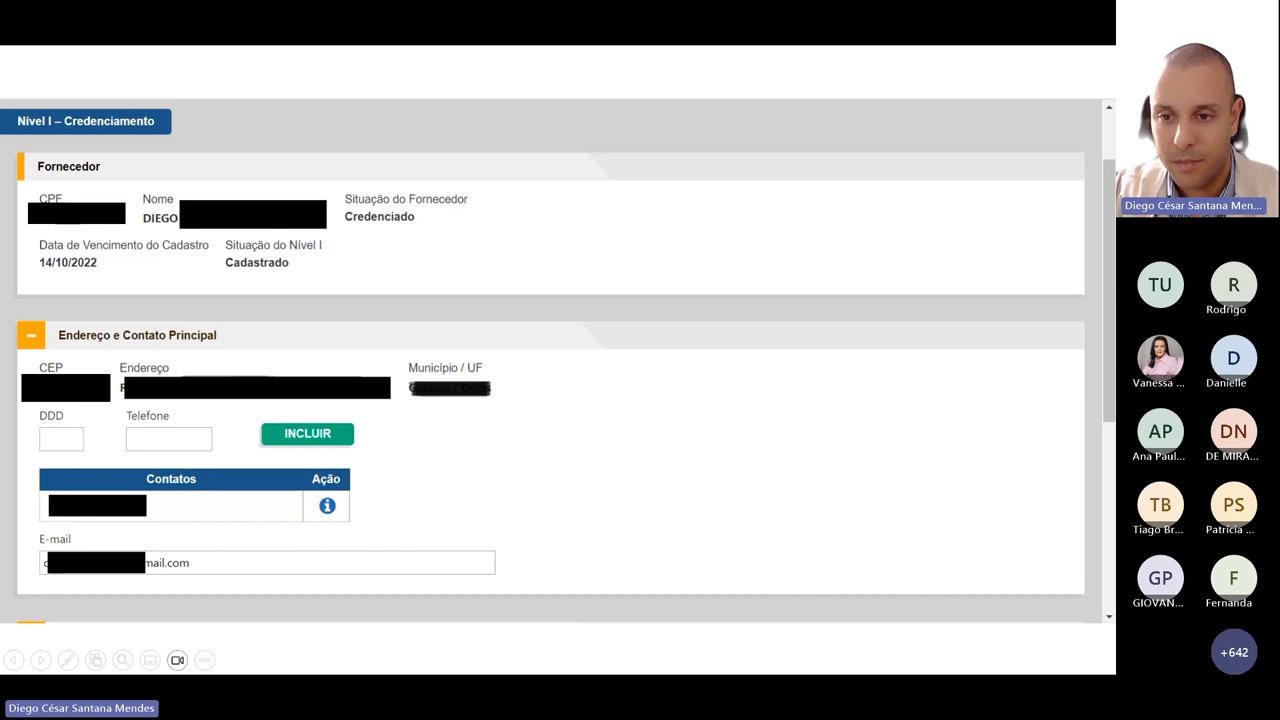 Nível I – Credenciamento
Fornecedor
CPF
Nome
Situação do Fornecedor
DIEGO
Credenciado
Data de Vencimento do Cadastro
Situação do Nível I
14/10/2022
Cadastrado
Endereço e Contato Principal
CEP
Endereço
Município / UF
DDD
Telefone
INCLUIR
Contatos
Ação
E-mail
mail.com
Diego César Santana Men...
TU
R
Rodrigo
Vanessa ...
D
Danielle
AP
Ana Paul...
DN
DE MIRA...
TB
Tiago Br...
PS
Patrícia ...
GP
GIOVAN...
F
Fernanda
+642
Diego César Santana Mendes